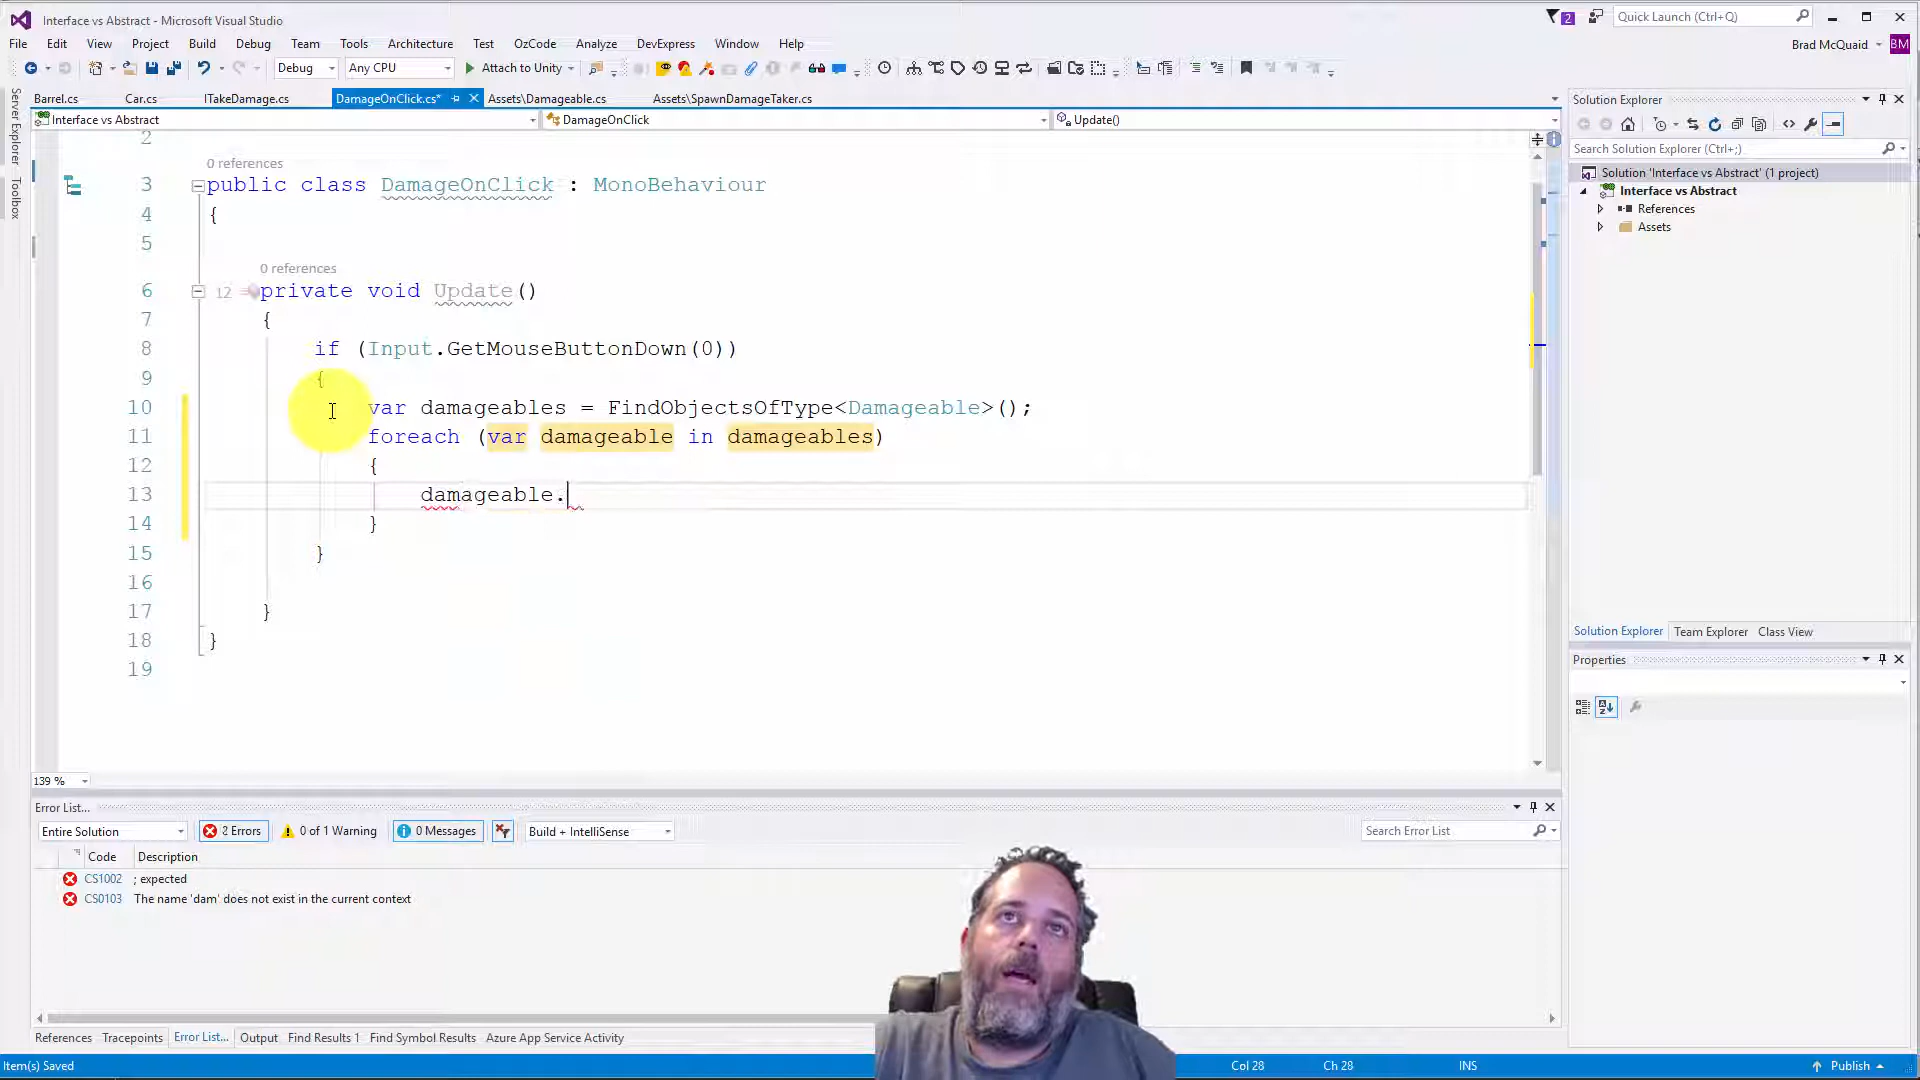 Interface vs Abstract - Microsoft Visual Studio
2
Quick Launch (Ctrl+Q)
File Edit View Project Build Debug Team Tools Architecture Test OzCode Analyze DevExpress Window Help
Brad McQuaid BM
Debug Any CPU Attach to Unity
Server Explorer
Toolbox
Barrel.cs Car.cs ITakeDamage.cs DamageOnClick.cs* Assets\Damageable.cs Assets\SpawnDamageTaker.cs
Interface vs Abstract DamageOnClick Update()
2
0 references
3 public class DamageOnClick : MonoBehaviour
4 {
5
0 references
12
6 private void Update()
7 {
8 if (Input.GetMouseButtonDown(0))
9 {
10 var damageables = FindObjectsOfType<Damageable>();
11 foreach (var damageable in damageables)
12 {
13 damageable.
14 }
15 }
16
17 }
18 }
19
139 %
Solution Explorer
Search Solution Explorer (Ctrl+;)
Solution 'Interface vs Abstract' (1 project)
Interface vs Abstract
References
Assets
Solution Explorer Team Explorer Class View
Properties
Error List...
Entire Solution 2 Errors 0 of 1 Warning 0 Messages Build + IntelliSense Search Error List
Code Description
CS1002 ; expected
CS0103 The name 'dam' does not exist in the current context
References Tracepoints Error List... Output Find Results 1 Find Symbol Results Azure App Service Activity
Item(s) Saved Col 28 Ch 28 INS Publish